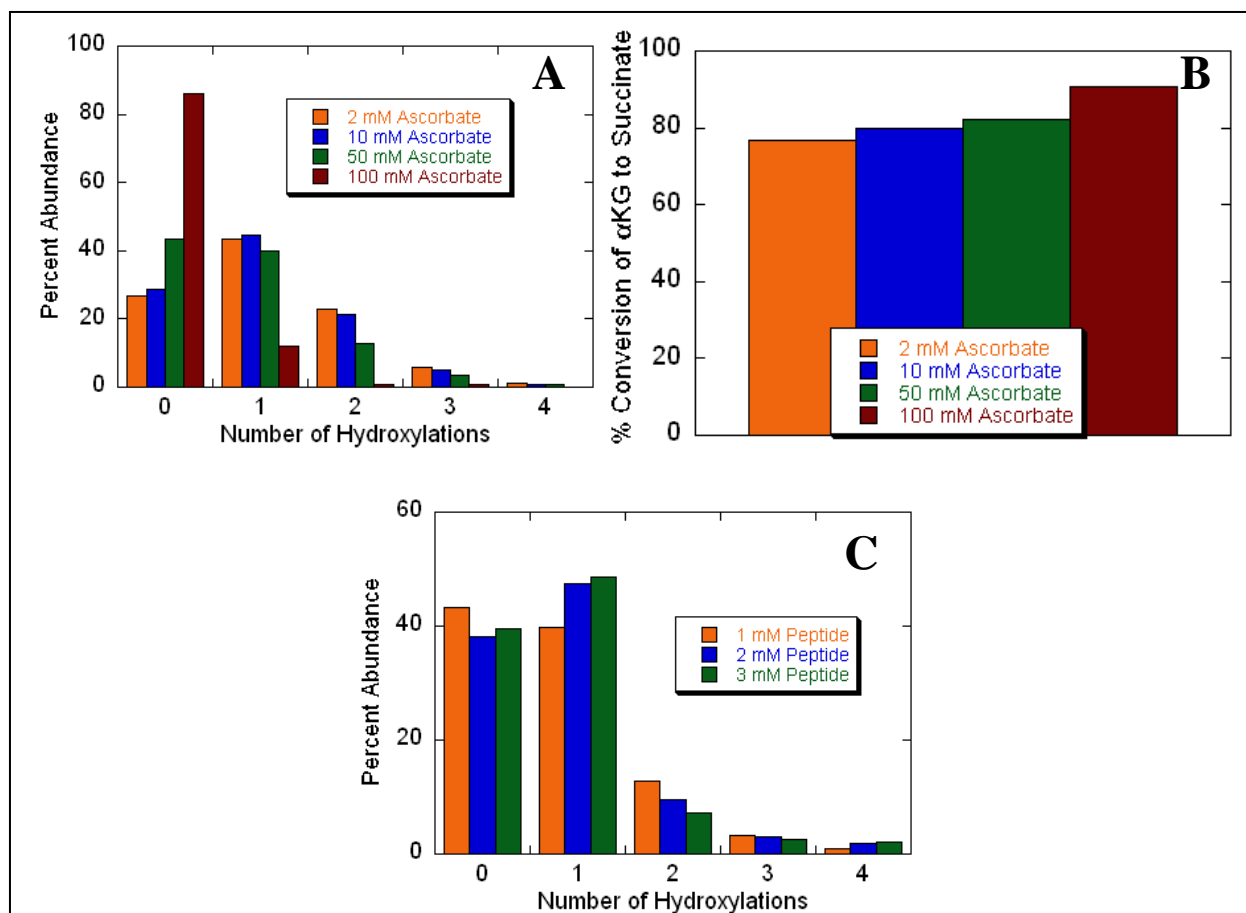 A
100
80
60
40
20
0
Percent Abundance
2 mM Ascorbate
10 mM Ascorbate
50 mM Ascorbate
100 mM Ascorbate
0 1 2 3 4
Number of Hydroxylations
B
100
80
60
40
20
0
% Conversion of αKG to Succinate
2 mM Ascorbate
10 mM Ascorbate
50 mM Ascorbate
100 mM Ascorbate
C
60
40
20
0
Percent Abundance
1 mM Peptide
2 mM Peptide
3 mM Peptide
0 1 2 3 4
Number of Hydroxylations